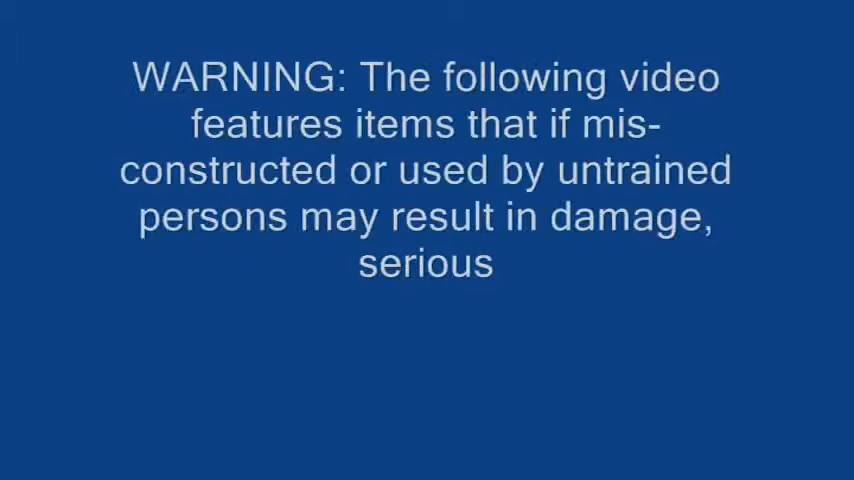 WARNING: The following video
features items that if mis-
constructed or used by untrained
persons may result in damage,
serious